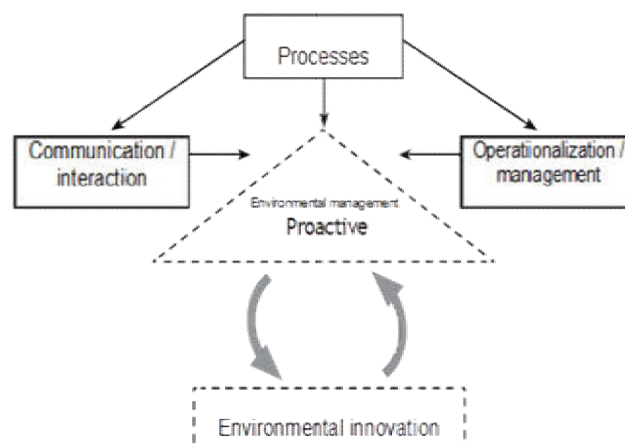 Processes
Communication /
interaction
Operationalization /
management
Environmental management
Proactive
Environmental innovation